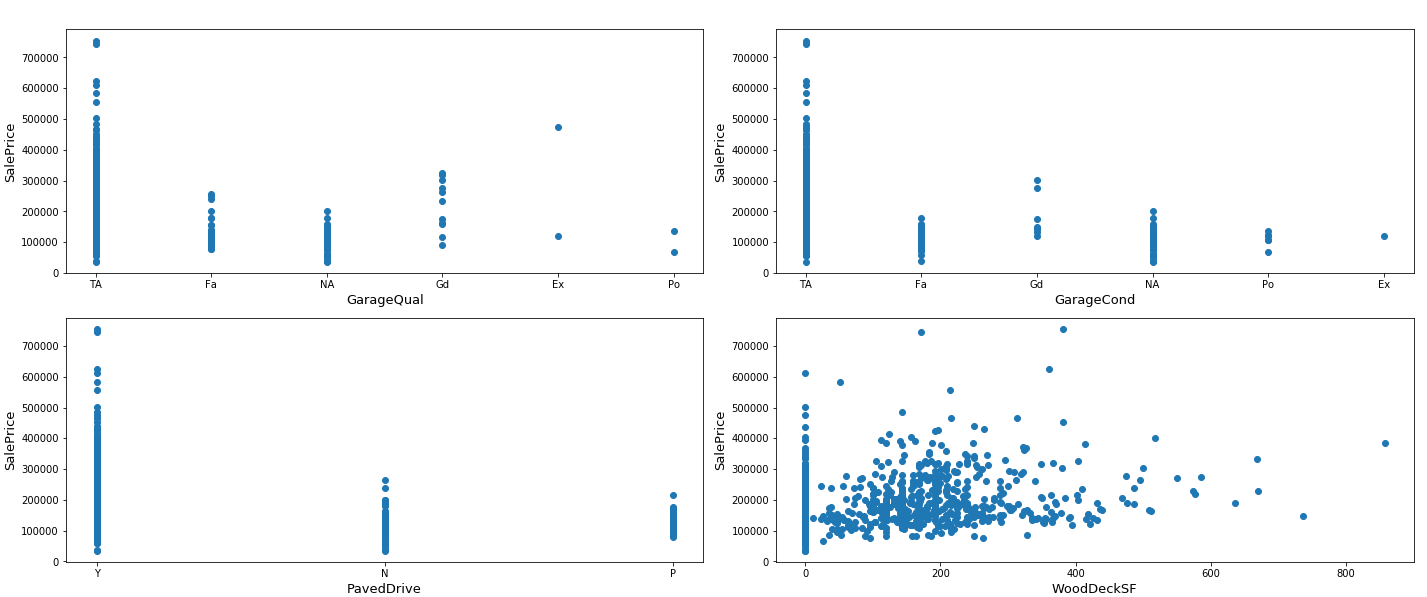 700000
600000
500000
400000
300000
200000
100000
0
SalePrice
TA Fa NA Gd Ex Po
GarageQual
700000
600000
500000
400000
300000
200000
100000
0
SalePrice
TA Fa Gd NA Po Ex
GarageCond
700000
600000
500000
400000
300000
200000
100000
0
SalePrice
Y N P
PavedDrive
700000
600000
500000
400000
300000
200000
100000
0
SalePrice
0 200 400 600 800
WoodDeckSF